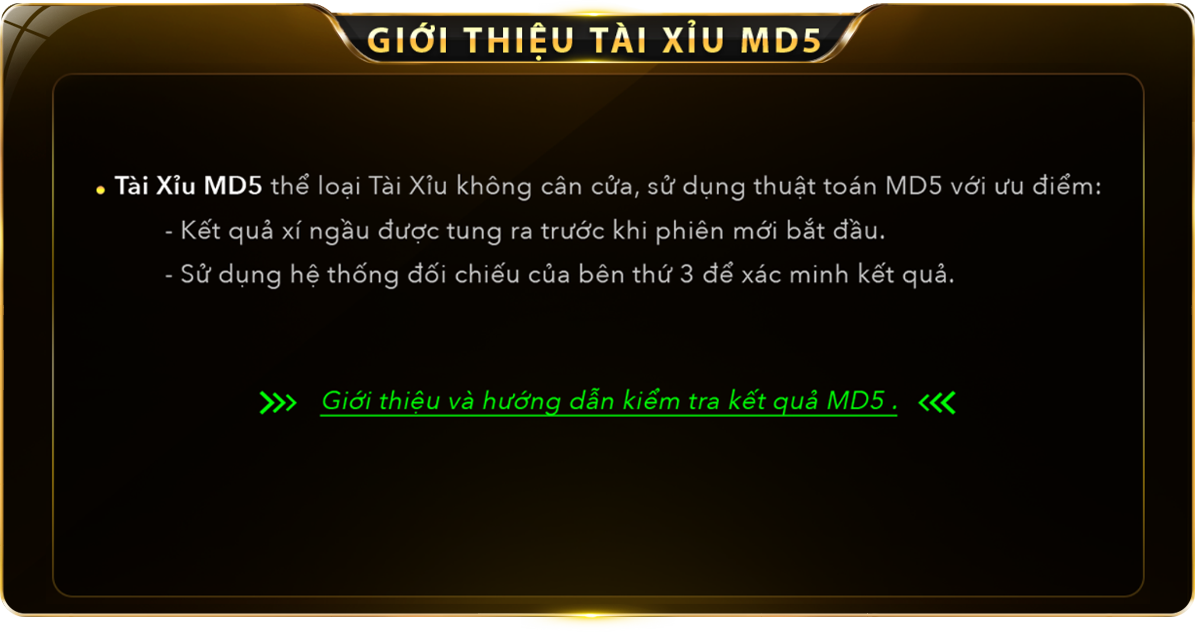 GIỚI THIỆU TÀI XỈU MD5
• Tài Xỉu MD5 thể loại Tài Xỉu không cân cửa, sử dụng thuật toán MD5 với ưu điểm:
- Kết quả xí ngầu được tung ra trước khi phiên mới bắt đầu.
- Sử dụng hệ thống đối chiếu của bên thứ 3 để xác minh kết quả.
Giới thiệu và hướng dẫn kiểm tra kết quả MD5 .